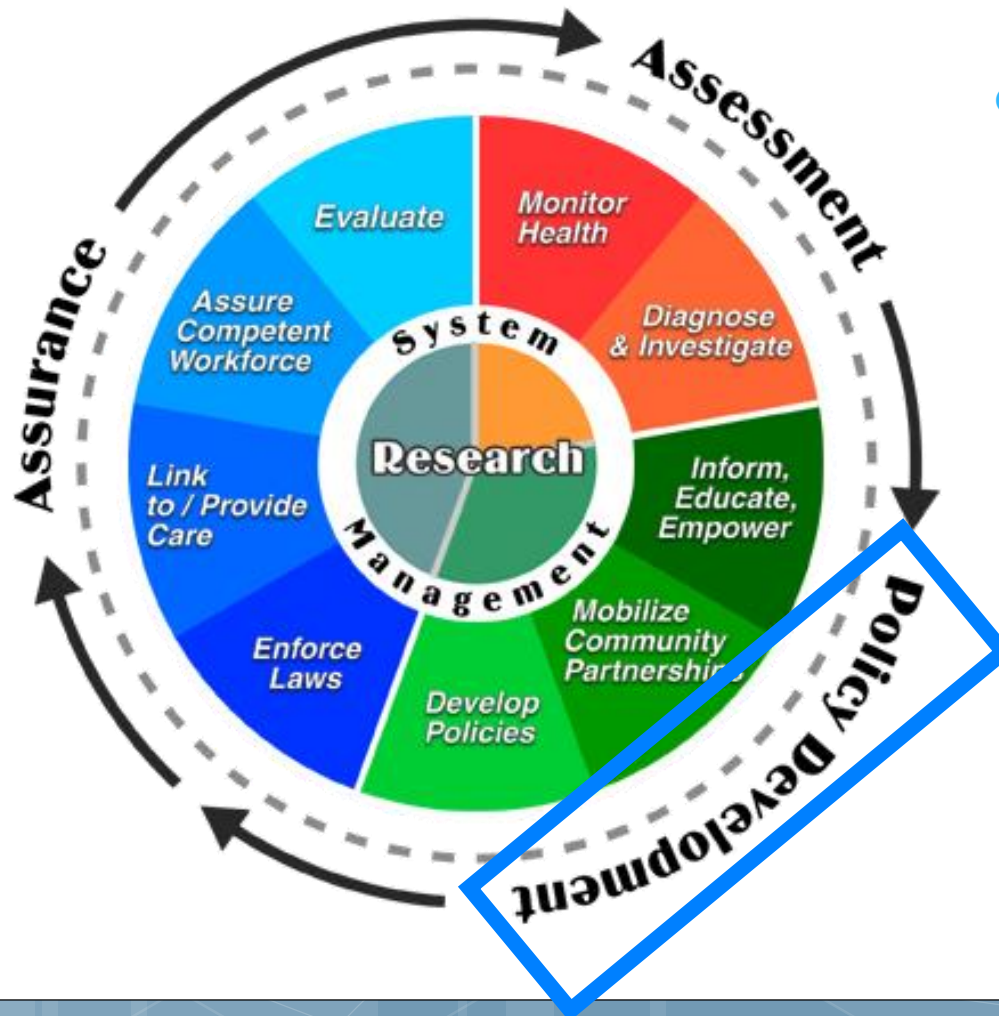 Assessment
Monitor
Health
Diagnose
& Investigate
Policy Development
Inform,
Educate,
Empower
Mobilize
Community
Partnerships
Develop
Policies
Assurance
Enforce
Laws
Link
to / Provide
Care
Assure
Competent
Workforce
Evaluate
System
Management
Research